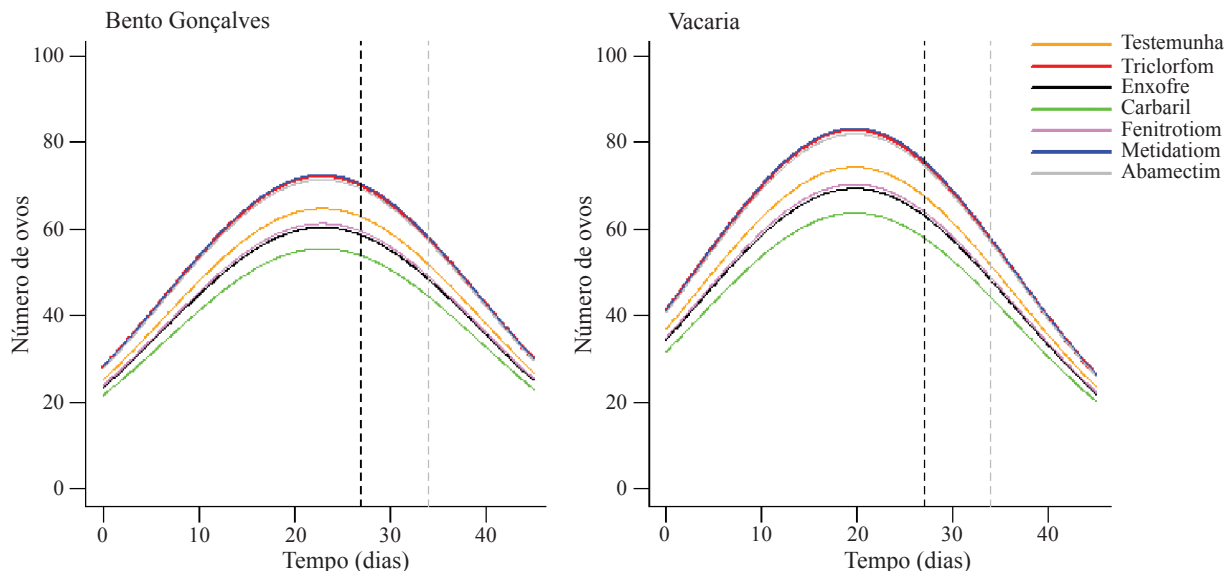 Bento Gonçalves
Número de ovos
100
80
60
40
20
0
0 10 20 30 40
Tempo (dias)
Vacaria
Número de ovos
100
80
60
40
20
0
0 10 20 30 40
Tempo (dias)
Testemunha
Triclorfom
Enxofre
Carbaril
Fenitrotiom
Metidatiom
Abamectim